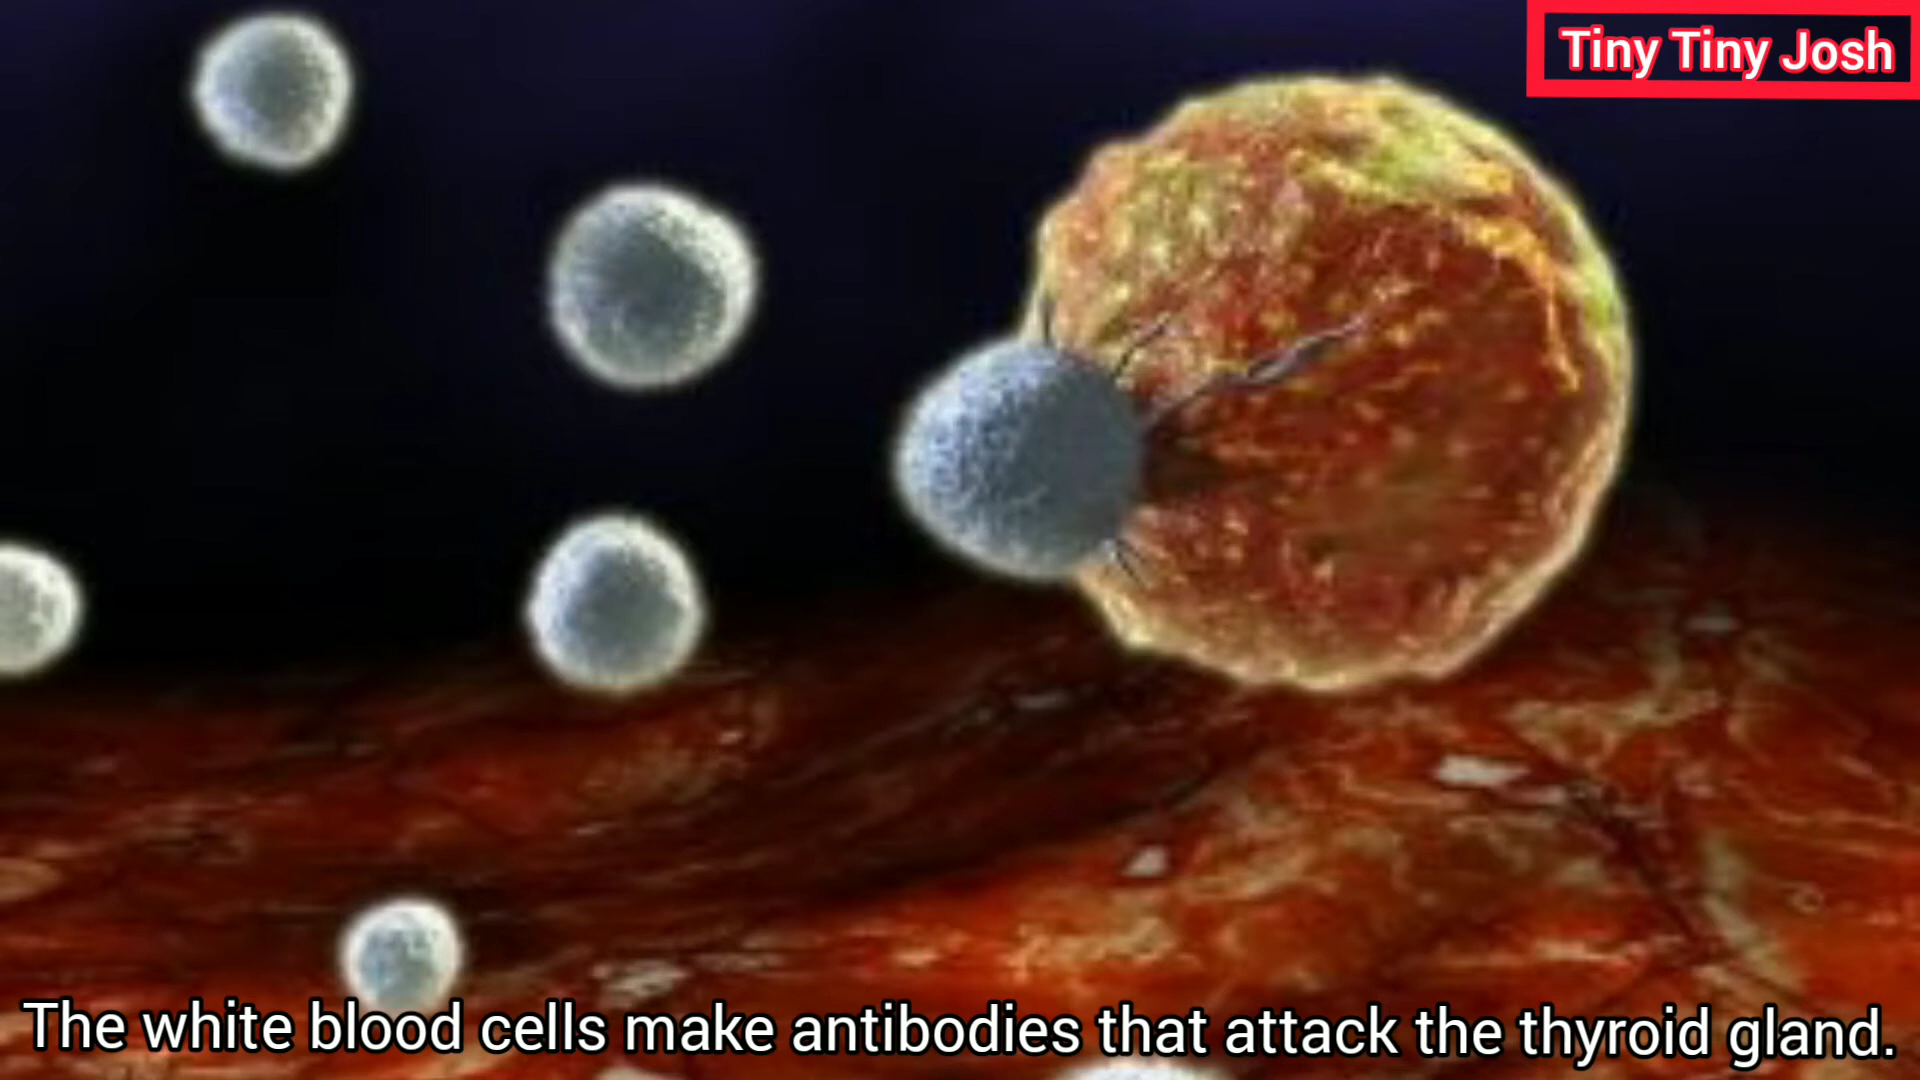 Tiny Tiny Josh
The white blood cells make antibodies that attack the thyroid gland.